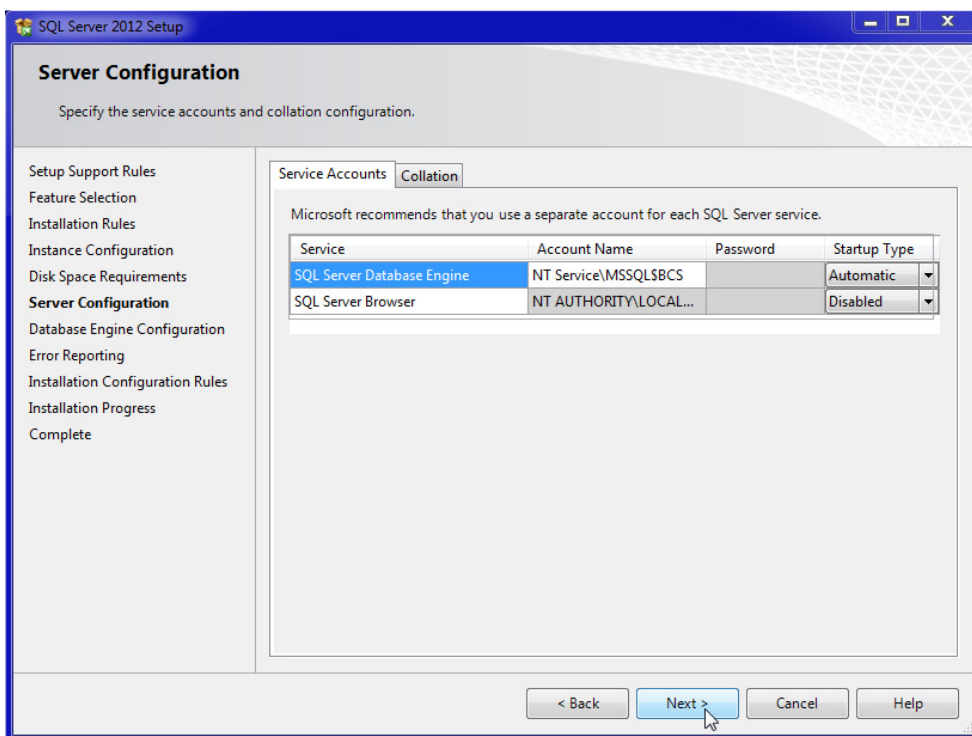 SQL Server 2012 Setup
Server Configuration
Specify the service accounts and collation configuration.
Setup Support Rules
Feature Selection
Installation Rules
Instance Configuration
Disk Space Requirements
Server Configuration
Database Engine Configuration
Error Reporting
Installation Configuration Rules
Installation Progress
Complete
Service Accounts Collation
Microsoft recommends that you use a separate account for each SQL Server service.
Service Account Name Password Startup Type
SQL Server Database Engine NT Service\MSSQL$BCS Automatic
SQL Server Browser NT AUTHORITY\LOCAL... Disabled
< Back Next > Cancel Help